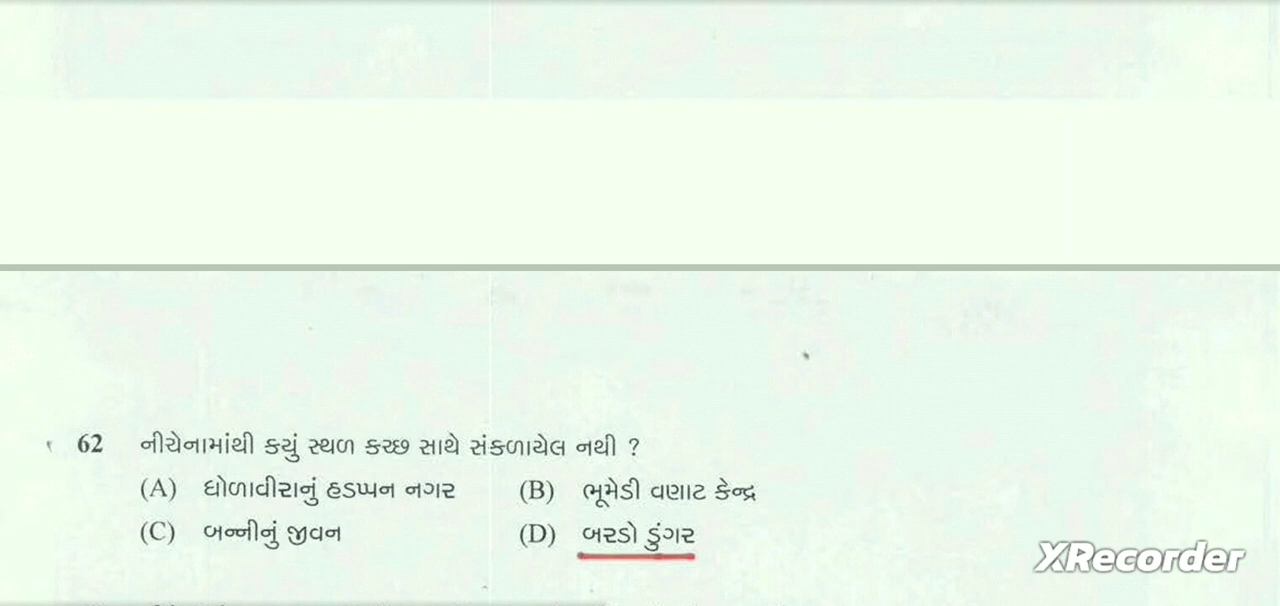 62 નીચેનામાંથી કયું સ્થળ કચ્છ સાથે સંકળાયેલ નથી ?
(A) ધોળાવીરાનું હડપ્પન નગર (B) ભૂમેડી વણાટ કેન્દ્ર
(C) બન્નીનું જીવન (D) બરડો ડુંગર
XRecorder